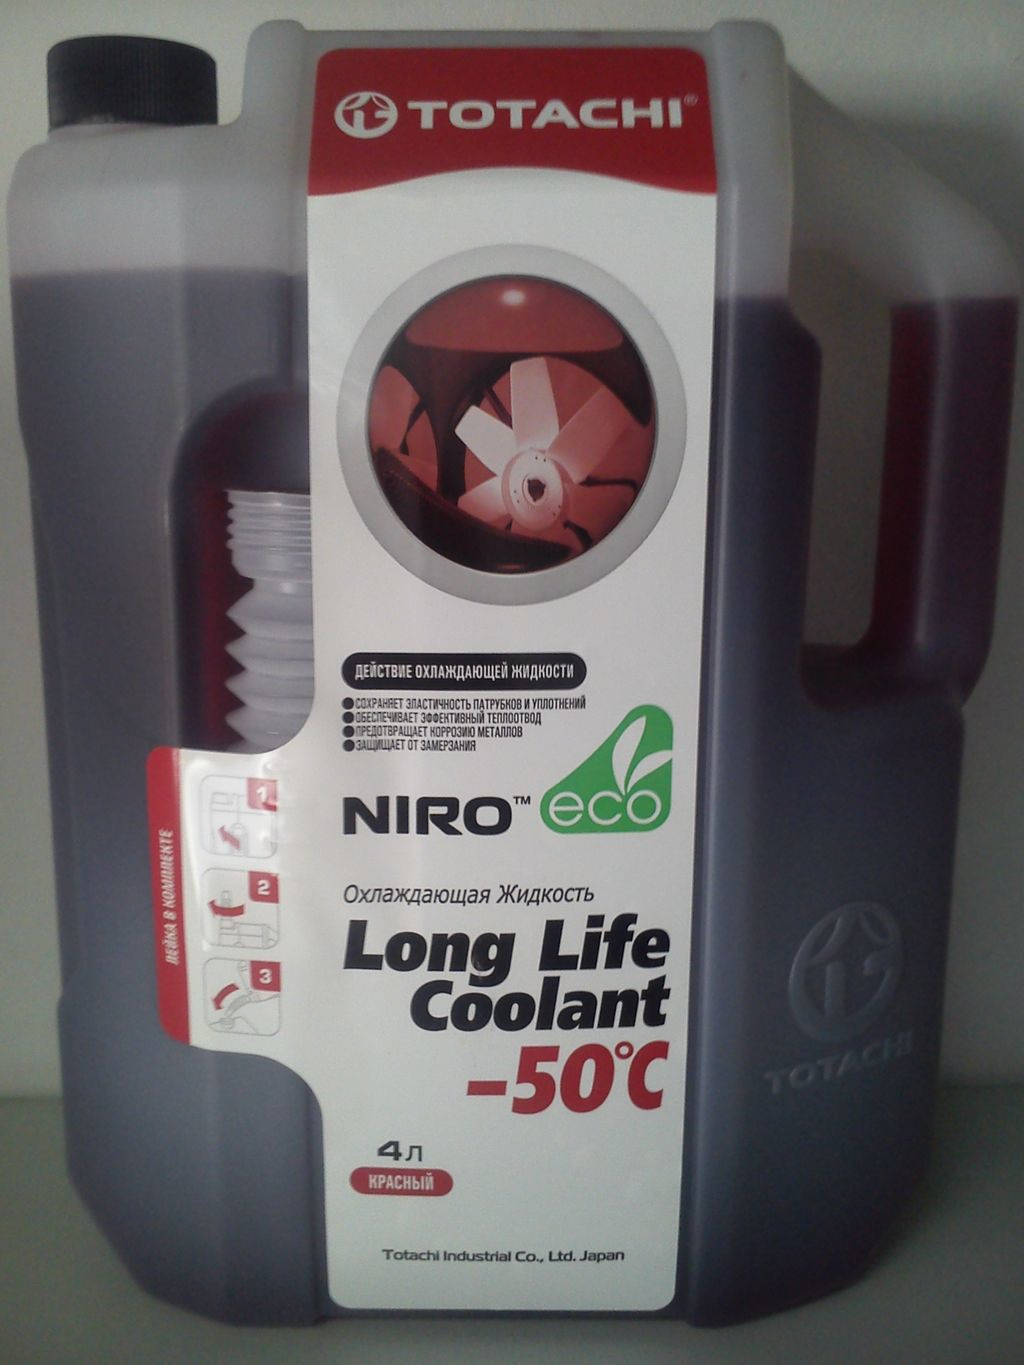 TOTACHI®
ДЕЙСТВИЕ ОХЛАЖДАЮЩЕЙ ЖИДКОСТИ
●СОХРАНЯЕТ ЭЛАСТИЧНОСТЬ ПАТРУБКОВ И УПЛОТНЕНИЙ
●ОБЕСПЕЧИВАЕТ ЭФФЕКТИВНЫЙ ТЕПЛООТВОД
●ПРЕДОТВРАЩАЕТ КОРРОЗИЮ МЕТАЛЛОВ
●ЗАЩИЩАЕТ ОТ ЗАМЕРЗАНИЯ
NIRO™ eco
ЛЕЙКА В КОМПЛЕКТЕ
1
2
3
Охлаждающая Жидкость
Long Life
Coolant
-50°C
4л
КРАСНЫЙ
Totachi Industrial Co., Ltd. Japan
TOTACHI